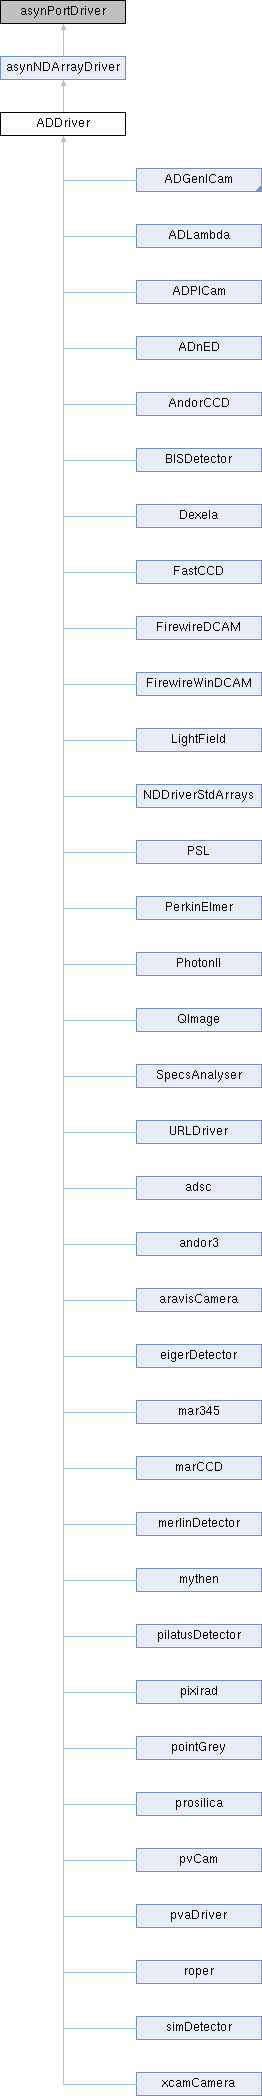 asynPortDriver
asynNDArrayDriver
ADDriver
ADGenICam
ADLambda
ADPICam
ADnED
AndorCCD
BISDetector
Dexela
FastCCD
FirewireDCAM
FirewireWinDCAM
LightField
NDDriverStdArrays
PSL
PerkinElmer
PhotonII
QImage
SpecsAnalyser
URLDriver
adsc
andor3
aravisCamera
eigerDetector
mar345
marCCD
merlinDetector
mythen
pilatusDetector
pixirad
pointGrey
prosilica
pvCam
pvaDriver
roper
simDetector
xcamCamera